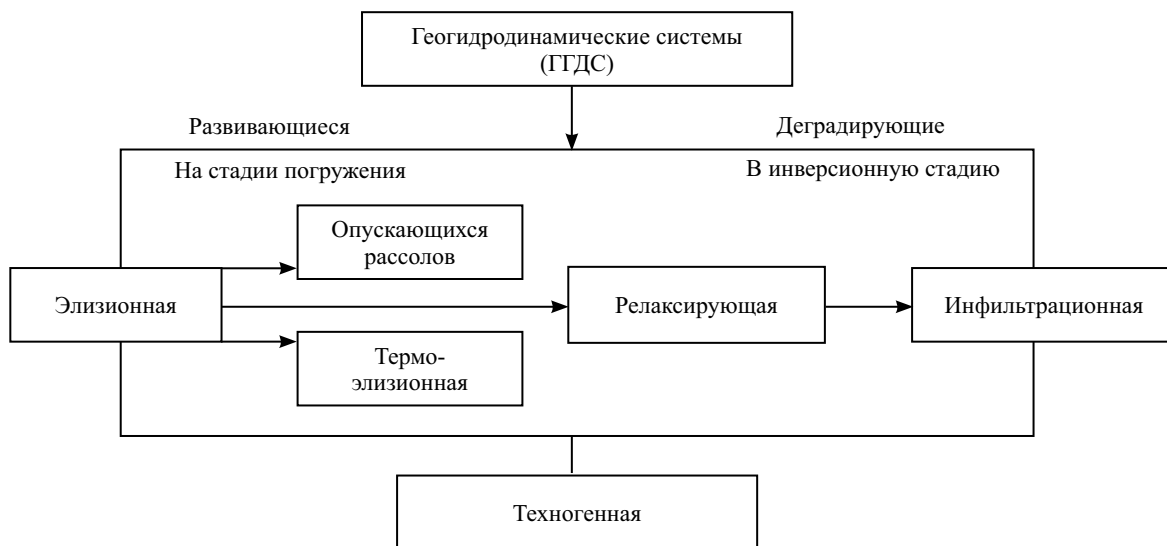 Геогидродинамические системы
(ГГДС)
Развивающиеся
Деградирующие
На стадии погружения
В инверсионную стадию
Опускающихся
рассолов
Элизионная
Релаксирующая
Инфильтрационная
Термо-
элизионная
Техногенная